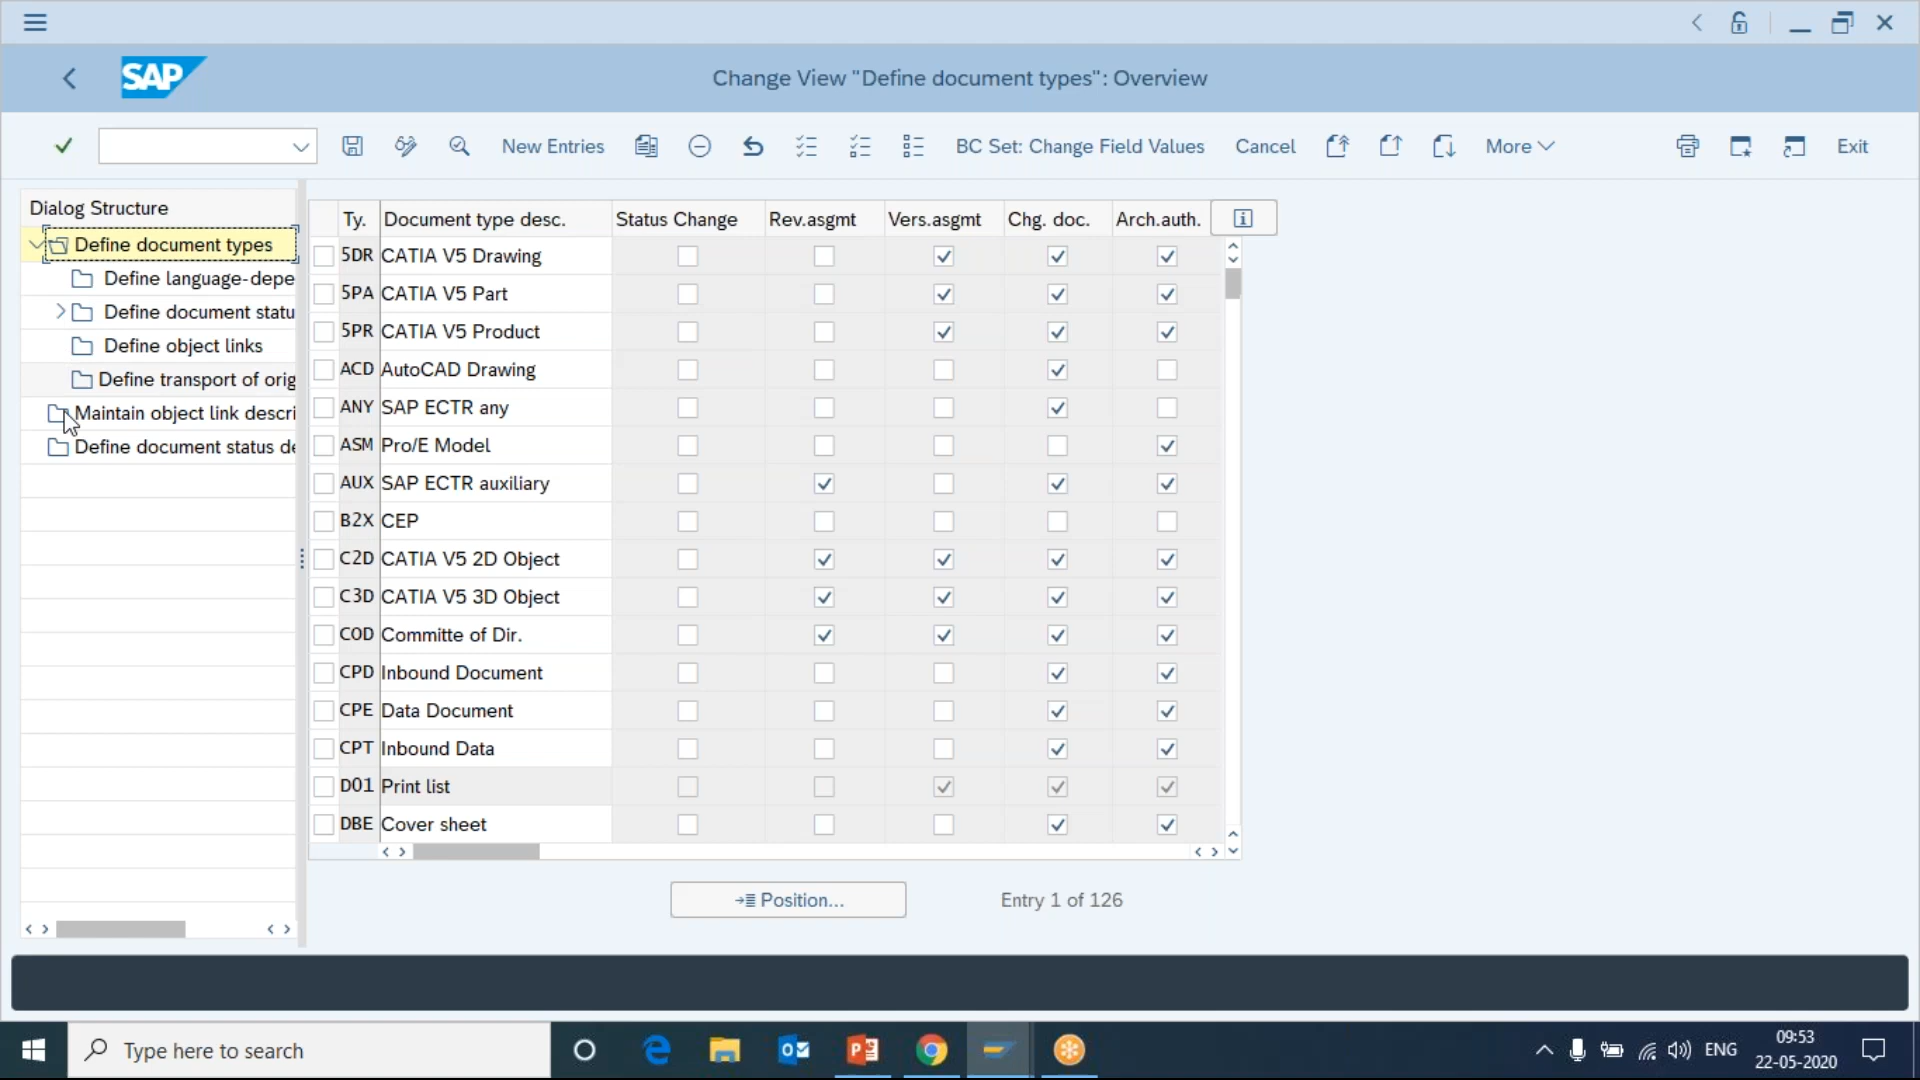 SAP
Change View "Define document types": Overview
New Entries
BC Set: Change Field Values
Cancel
More
Exit
Dialog Structure
Define document types
Define language-depe
Define document statu
Define object links
Define transport of orig
Maintain object link descri
Define document status de
Ty. Document type desc. Status Change Rev.asgmt Vers.asgmt Chg. doc. Arch.auth.
5DR CATIA V5 Drawing
5PA CATIA V5 Part
5PR CATIA V5 Product
ACD AutoCAD Drawing
ANY SAP ECTR any
ASM Pro/E Model
AUX SAP ECTR auxiliary
B2X CEP
C2D CATIA V5 2D Object
C3D CATIA V5 3D Object
COD Committe of Dir.
CPD Inbound Document
CPE Data Document
CPT Inbound Data
D01 Print list
DBE Cover sheet
Position...
Entry 1 of 126
Type here to search
ENG
09:53
22-05-2020